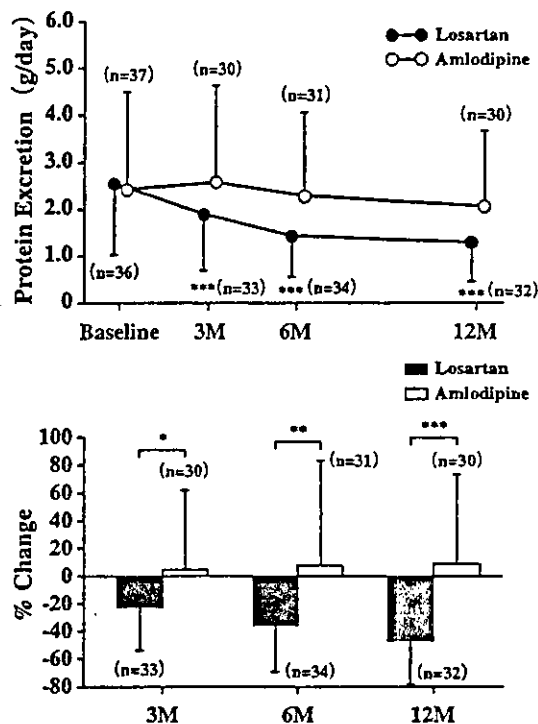 Losartan
Amlodipine
Protein Excretion (g/day)
6.0
5.0
4.0
3.0
2.0
1.0
0
(n=37)
(n=30)
(n=31)
(n=30)
(n=36)
***(n=33)
***(n=34)
***(n=32)
Baseline 3M 6M 12M
Losartan
Amlodipine
% Change
100
80
60
40
20
0
-20
-40
-60
-80
*
**
***
(n=30)
(n=31)
(n=30)
(n=33)
(n=34)
(n=32)
3M 6M 12M